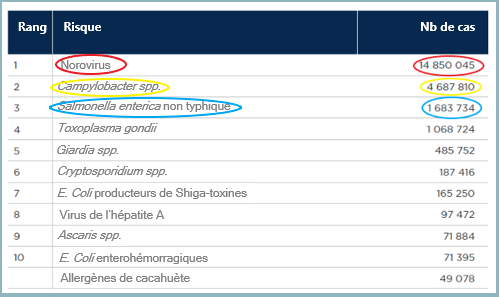 Rang Risque Nb de cas
1 Norovirus 14 850 045
2 Campylobacter spp. 4 687 810
3 Salmonella enterica non typhique 1 683 734
4 Toxoplasma gondii 1 068 724
5 Giardia spp. 485 752
6 Cryptosporidium spp. 187 416
7 E. Coli producteurs de Shiga-toxines 165 250
8 Virus de l'hépatite A 97 472
9 Ascaris spp. 71 884
10 E. Coli enterohémorragiques 71 395
Allergènes de cacahuète 49 078